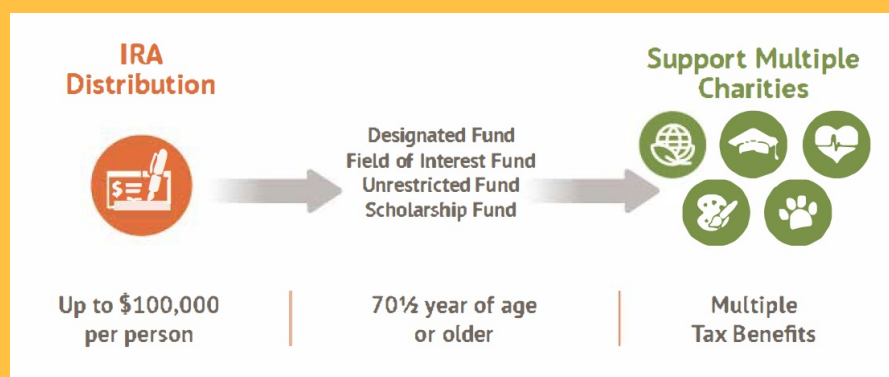 IRA
Distribution
Support Multiple
Charities
$=
Designated Fund
Field of Interest Fund
Unrestricted Fund
Scholarship Fund
Up to $100,000
per person
70½ year of age
or older
Multiple
Tax Benefits